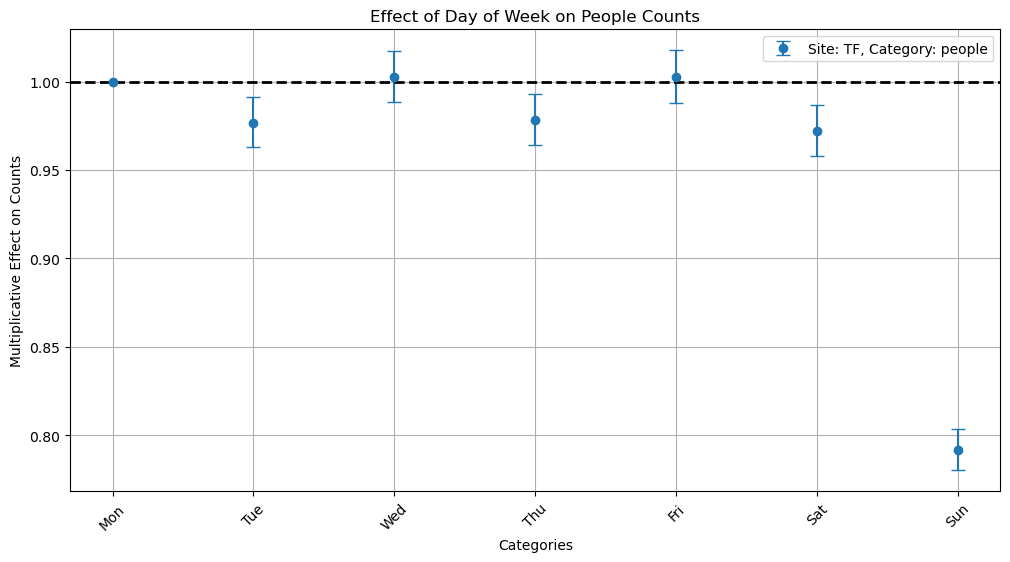 Effect of Day of Week on People Counts
Site: TF, Category: people
Multiplicative Effect on Counts
1.00
0.95
0.90
0.85
0.80
Mon
Tue
Wed
Thu
Fri
Sat
Sun
Categories